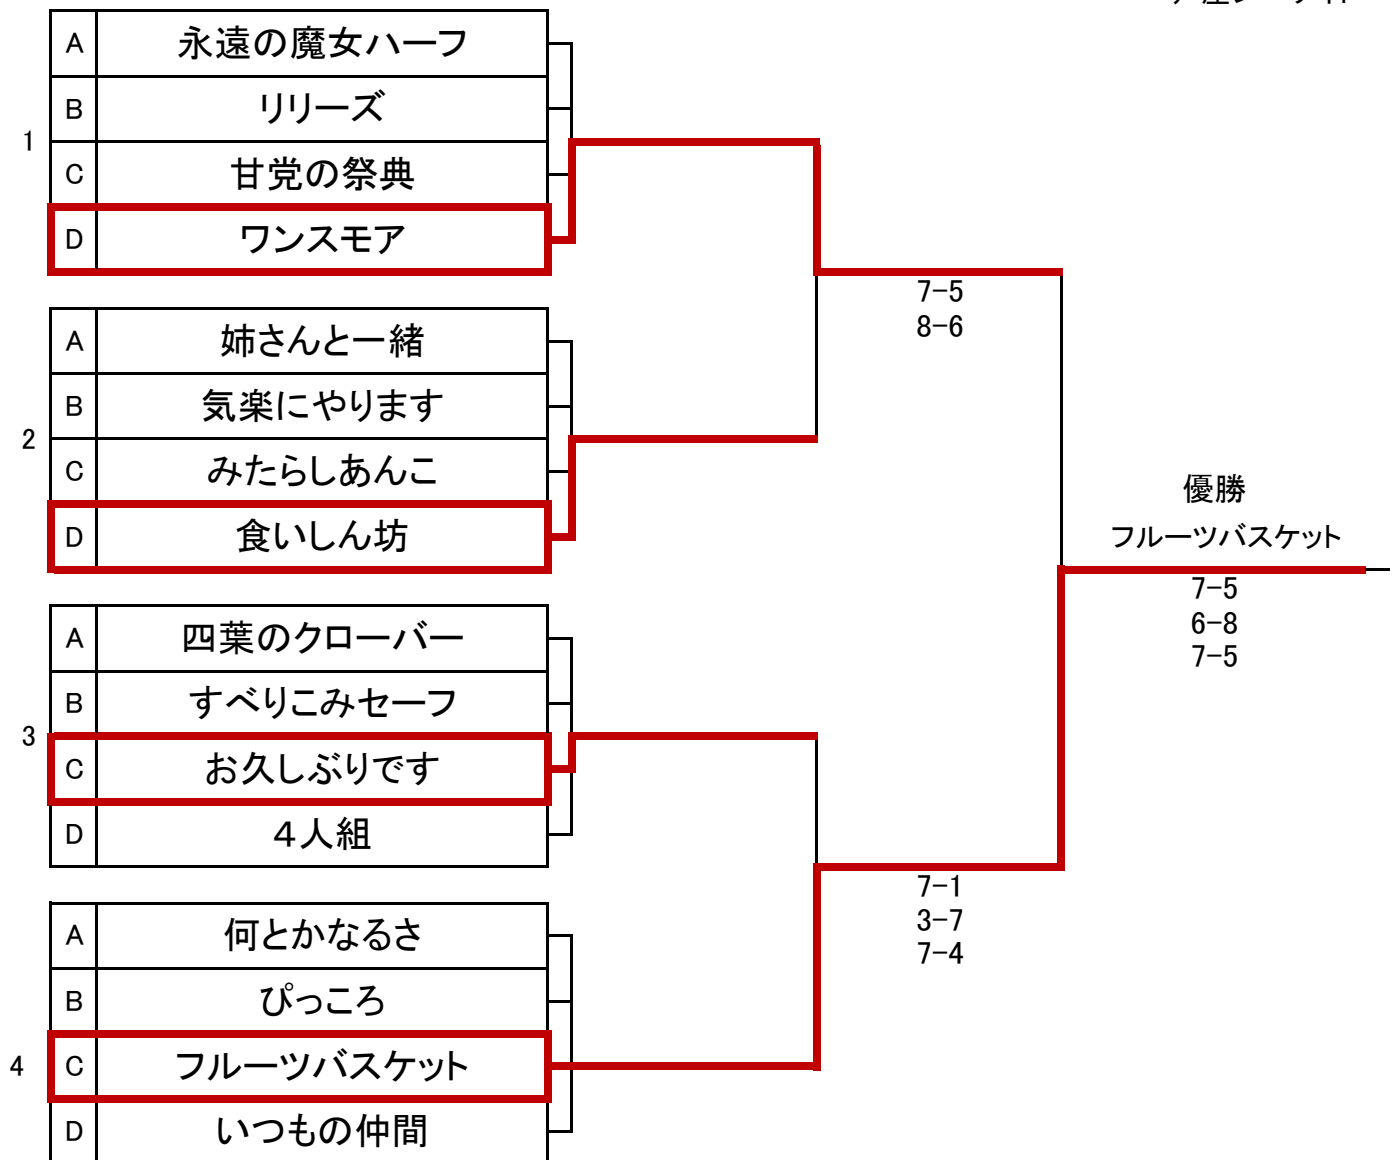 1
A 永遠の魔女ハーフ
B リリーズ
C 甘党の祭典
D ワンスモア
7-5
8-6
2
A 姉さんと一緒
B 気楽にやります
C みたらしあんこ
D 食いしん坊
優勝
フルーツバスケット
7-5
6-8
7-5
3
A 四葉のクローバー
B すべりこみセーフ
C お久しぶりです
D ４人組
7-1
3-7
7-4
4
A 何とかなるさ
B ぴっころ
C フルーツバスケット
D いつもの仲間